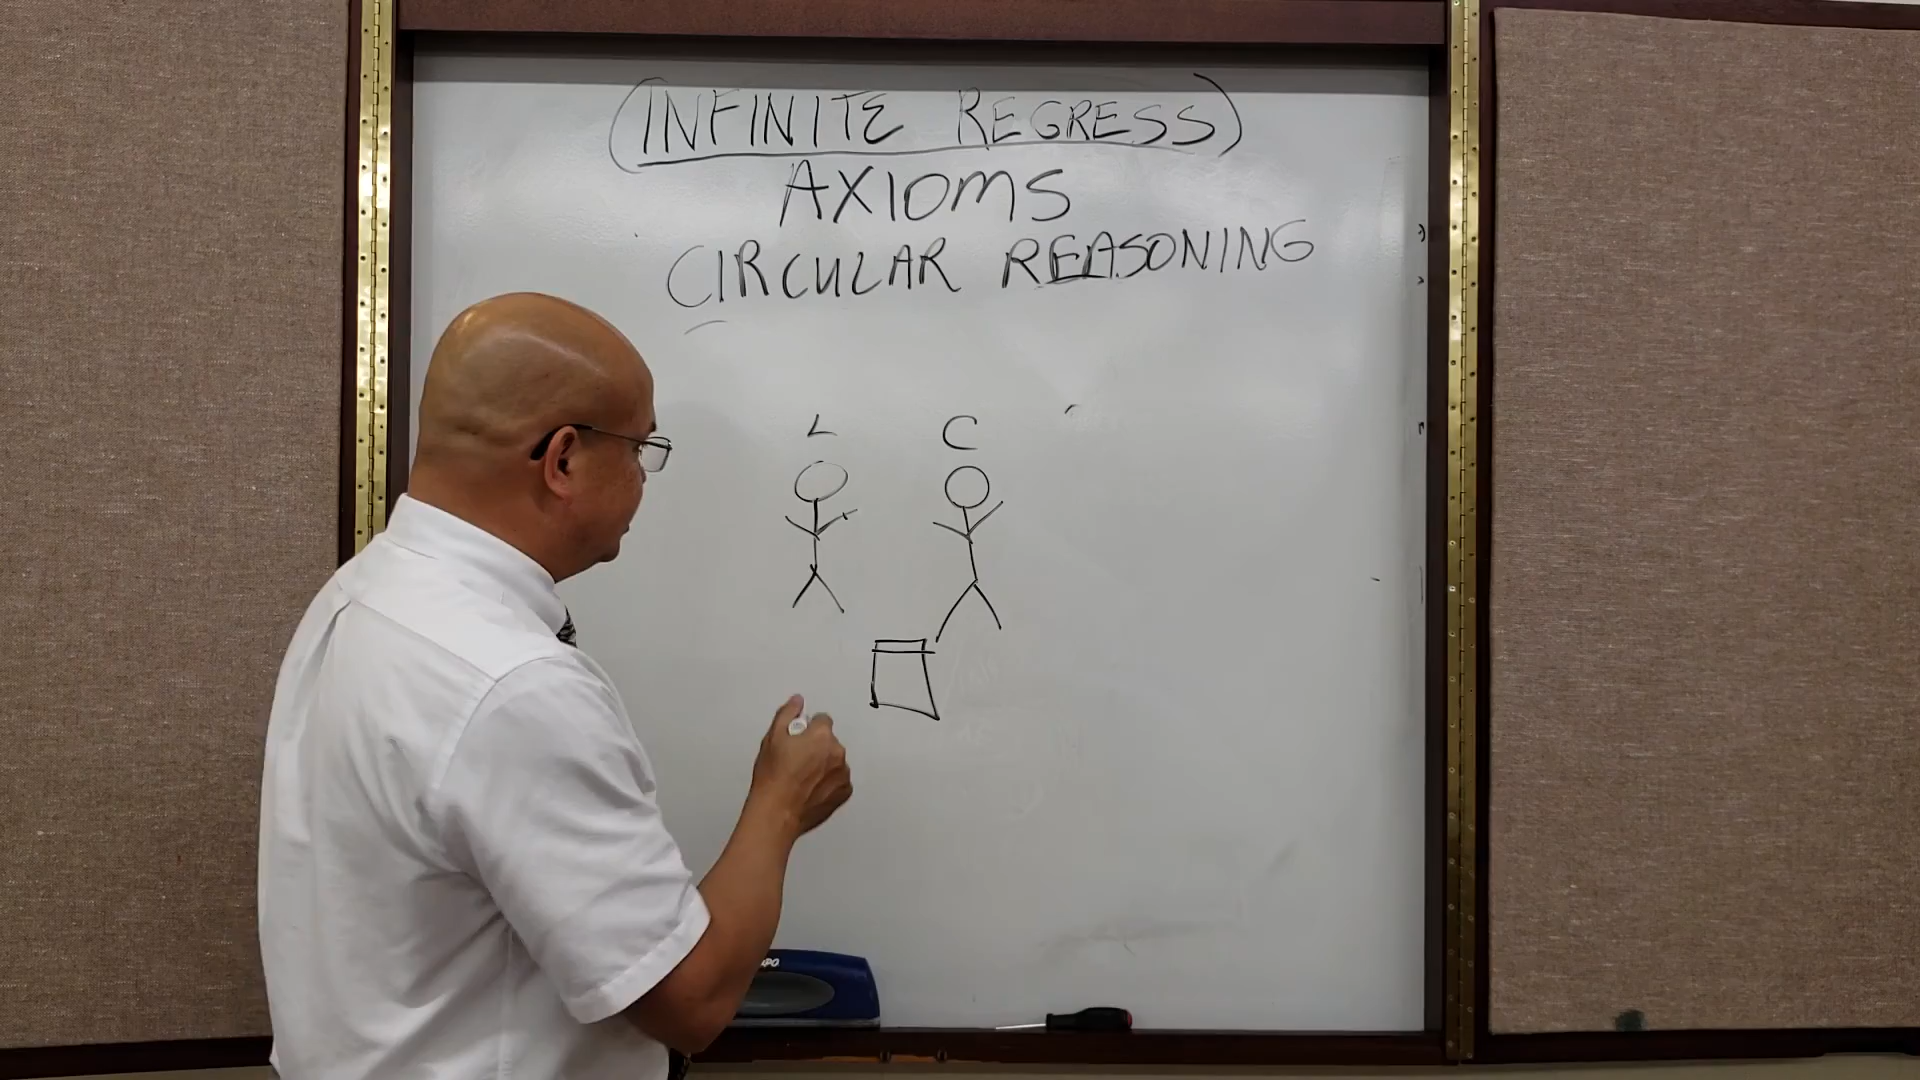 (INFINITE REGRESS)
AXIOMS
CIRCULAR REASONING
L C